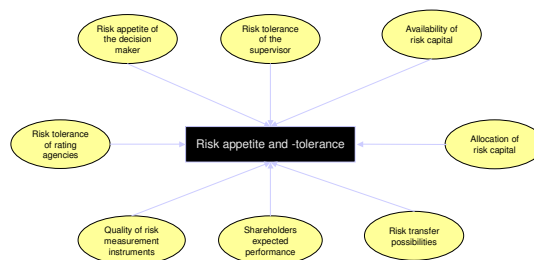 Risk appetite of
the decision
maker
Risk tolerance
of the
supervisor
Availability of
risk capital
Risk tolerance
of rating
agencies
Risk appetite and -tolerance
Allocation of
risk capital
Quality of risk
measurement
instruments
Shareholders
expected
performance
Risk transfer
possibilities